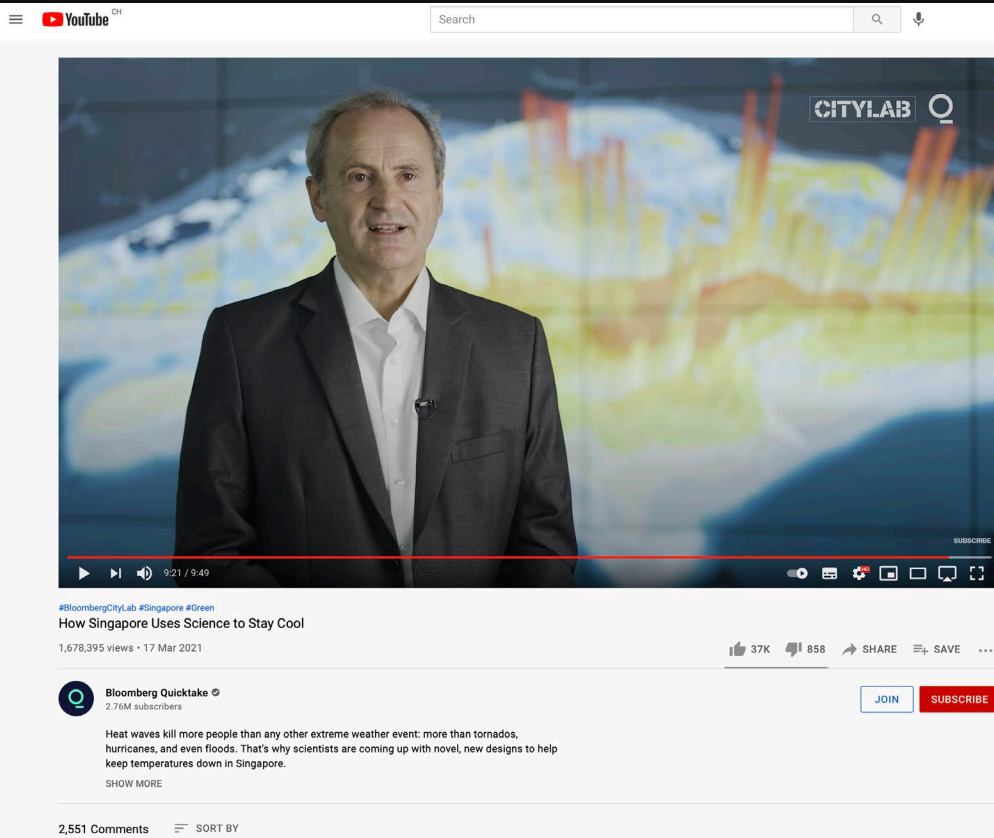 YouTube CH
Search
CITYLAB
SUBSCRIBE
9:21 / 9:49
HD
#BloombergCityLab #Singapore #Green
How Singapore Uses Science to Stay Cool
1,678,395 views • 17 Mar 2021
37K 858 SHARE SAVE
Bloomberg Quicktake
2.76M subscribers
JOIN SUBSCRIBE
Heat waves kill more people than any other extreme weather event: more than tornados,
hurricanes, and even floods. That's why scientists are coming up with novel, new designs to help
keep temperatures down in Singapore.
SHOW MORE
2,551 Comments SORT BY